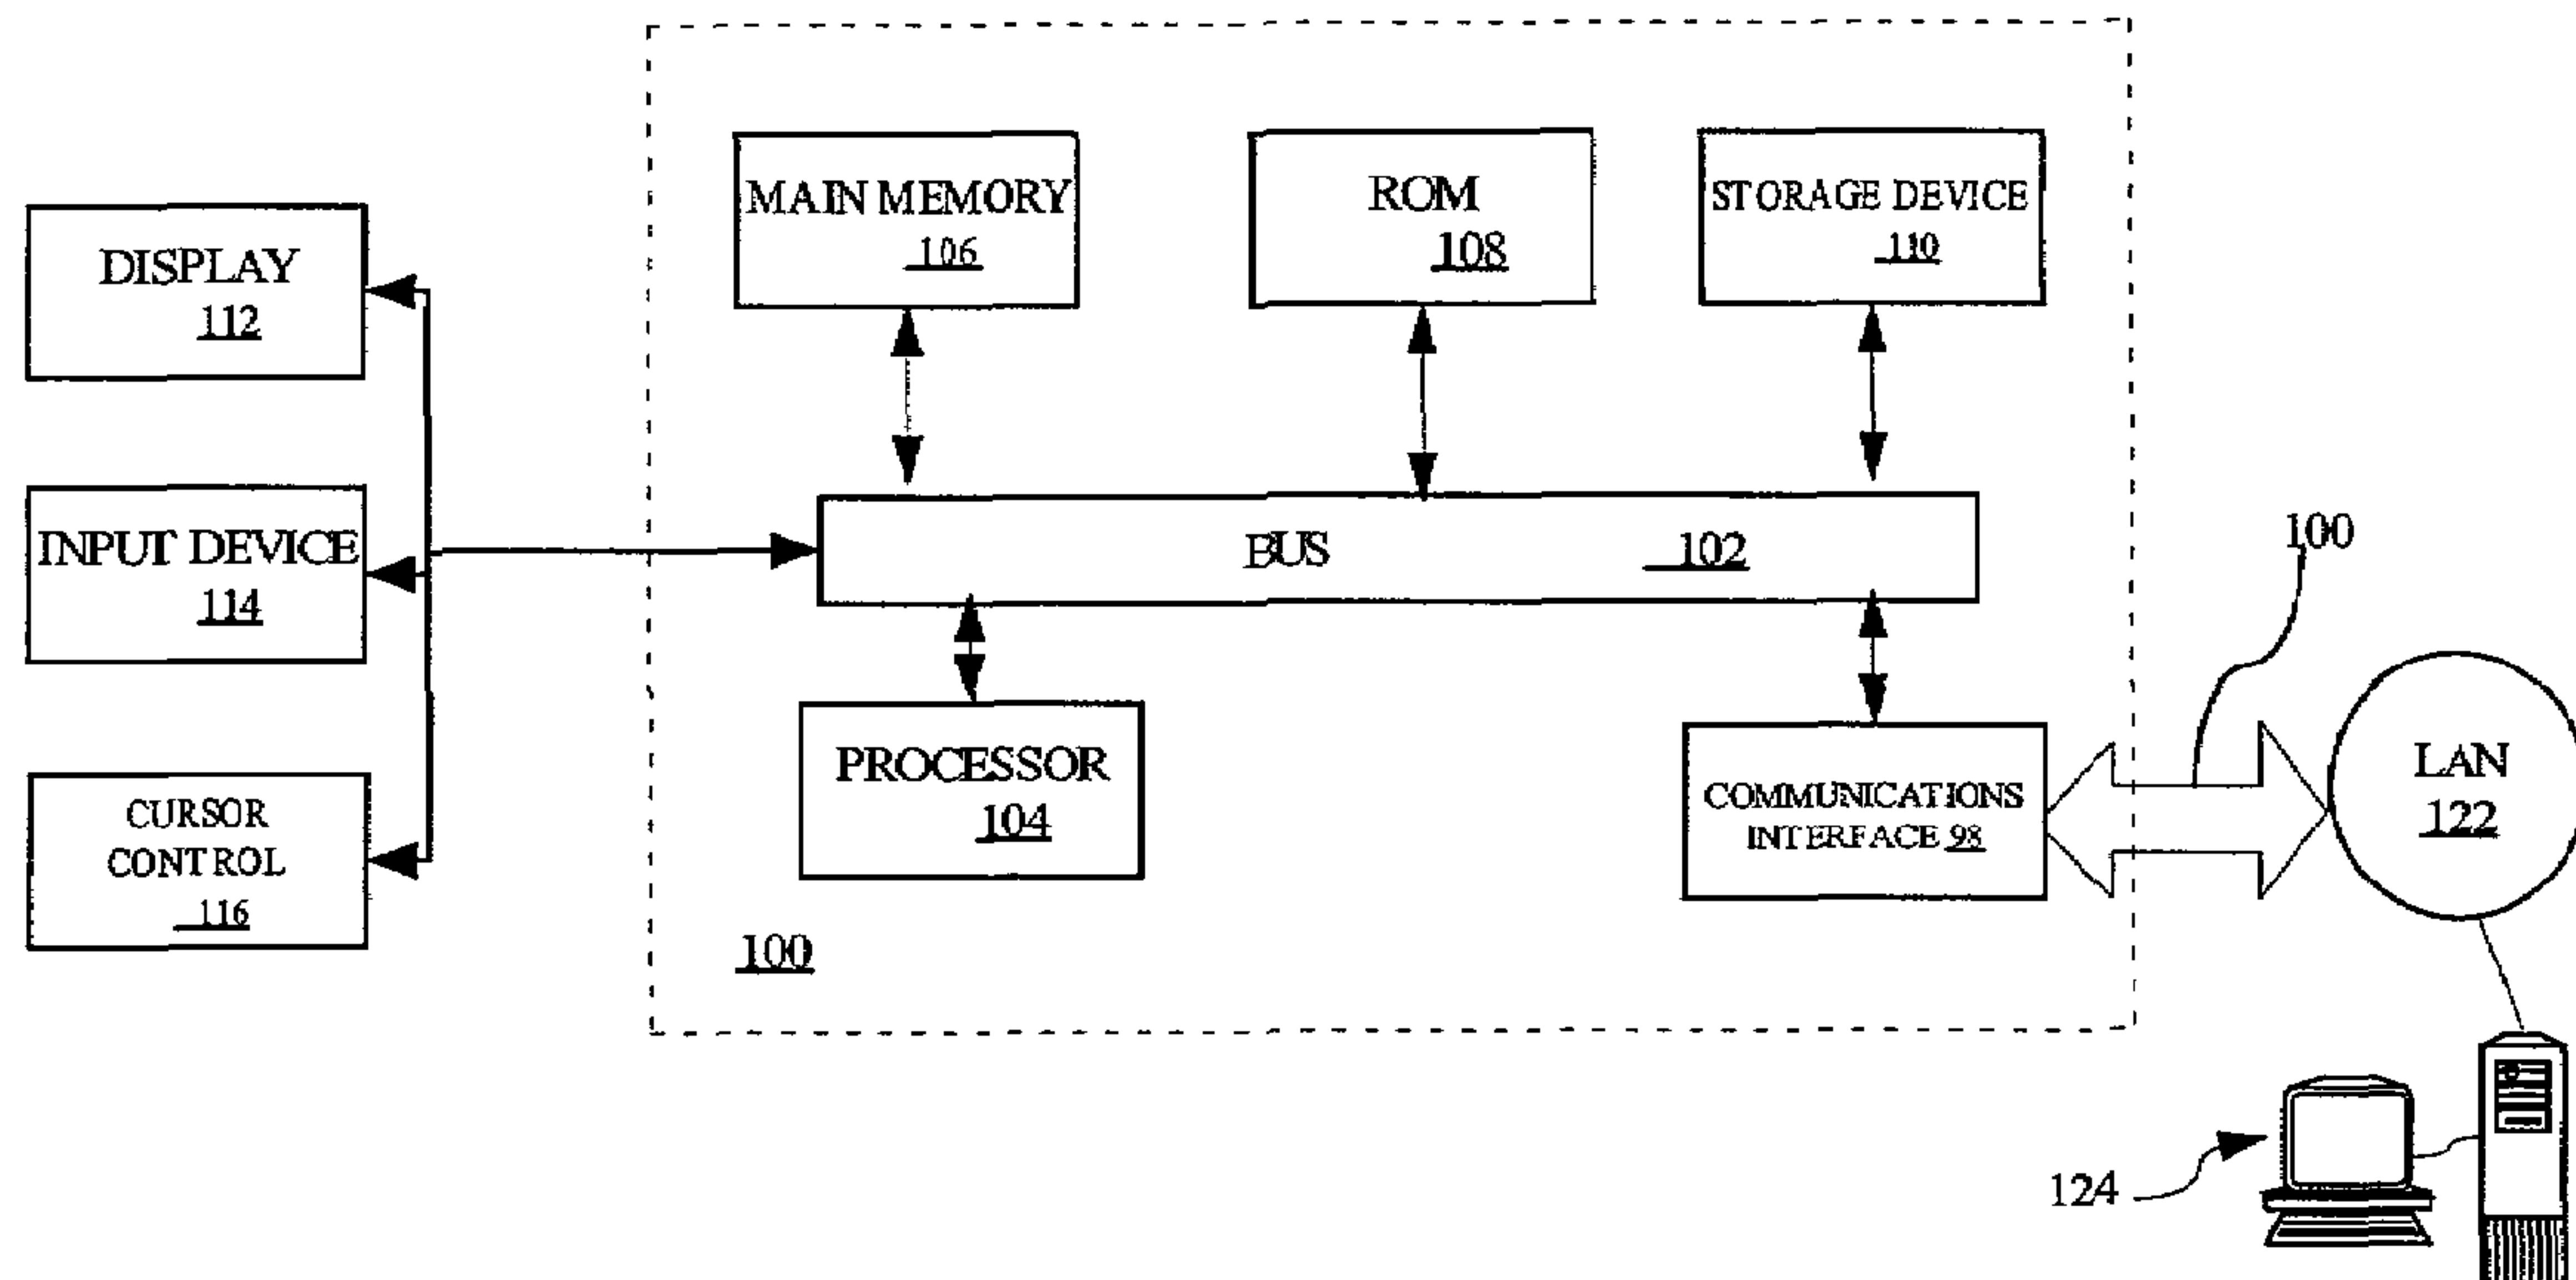 MAIN MEMORY
106
ROM
108
STORAGE DEVICE
110
DISPLAY
112
INPUT DEVICE
114
CURSOR
CONTROL
116
BUS 102
PROCESSOR
104
COMMUNICATIONS
INTERFACE 98
100
100
LAN
122
124